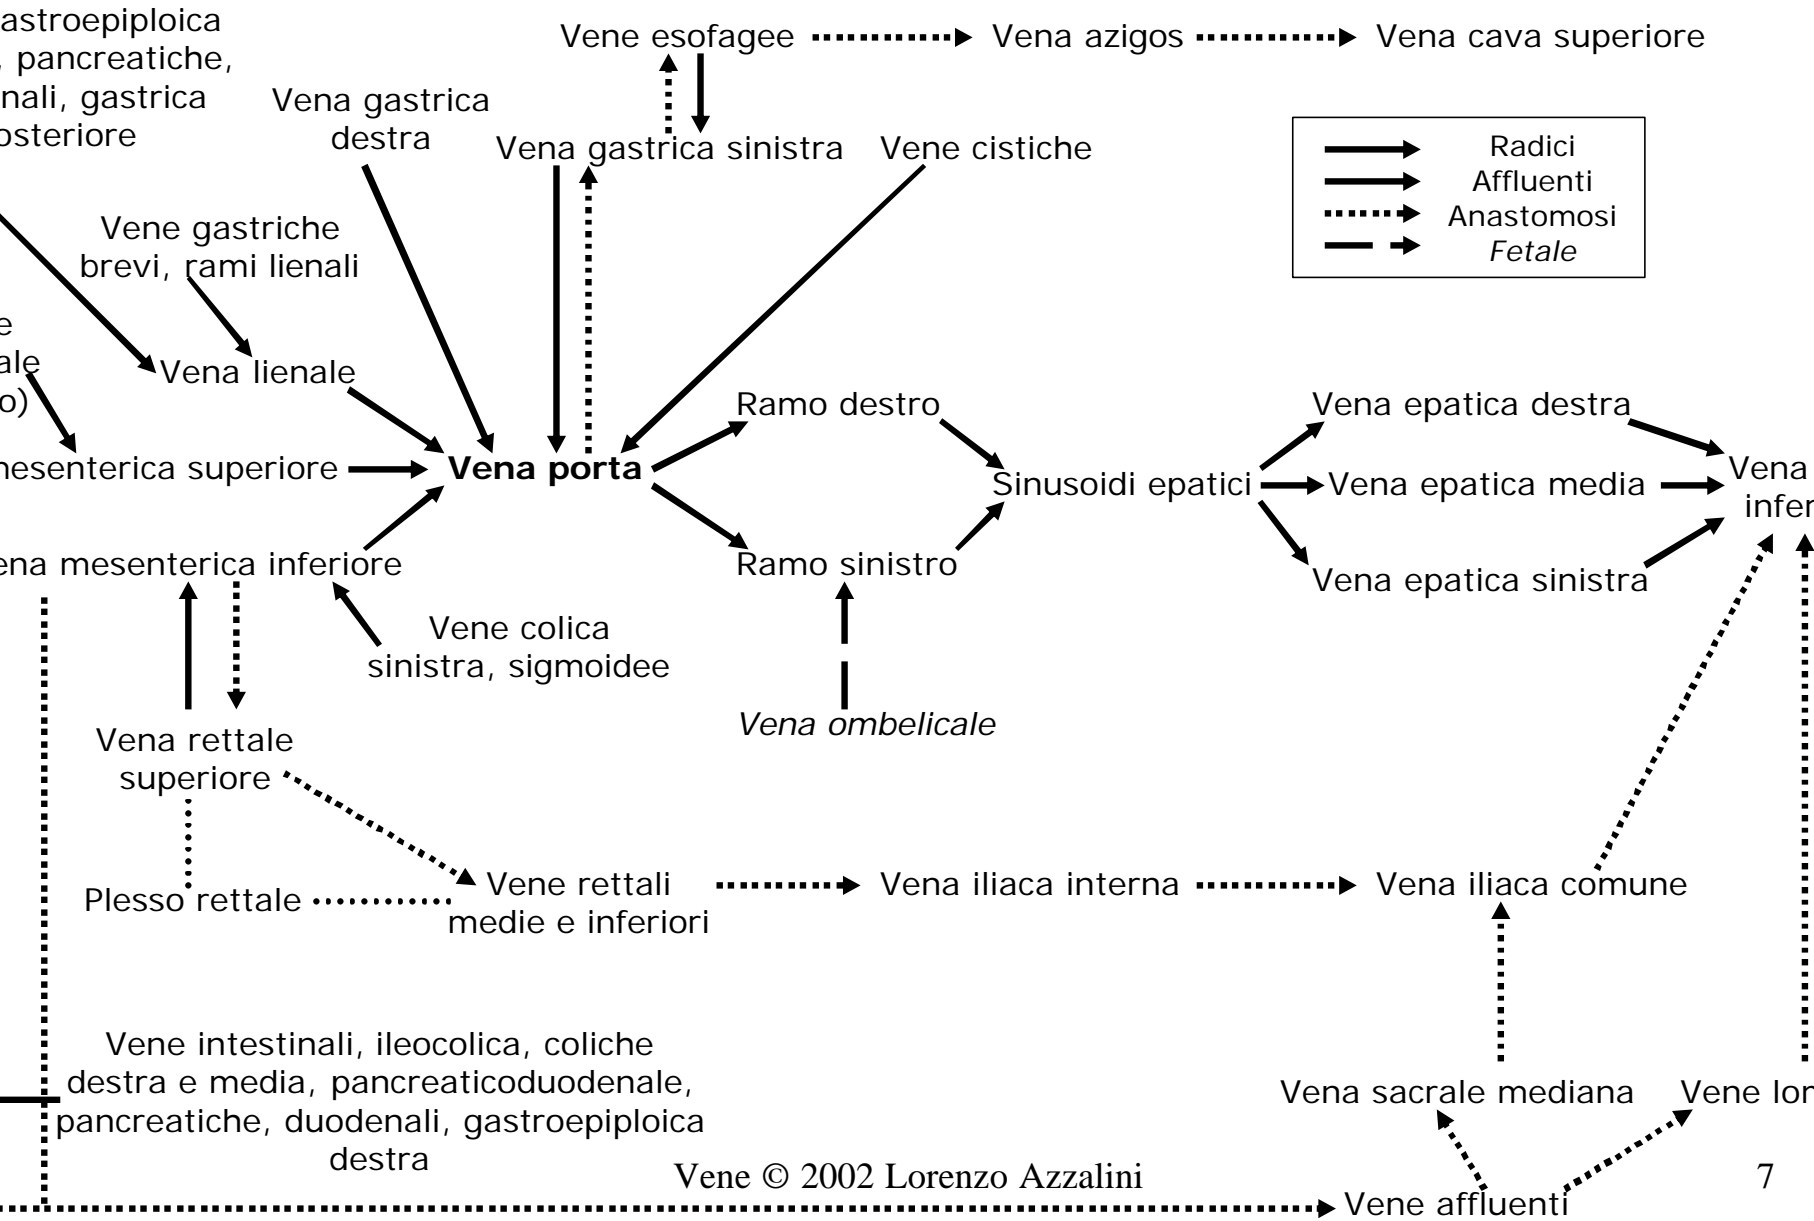 astroepiploica
, pancreatiche,
nali, gastrica
osteriore
Vena gastrica
destra
Vene esofagee
Vena azigos
Vena cava superiore
Vena gastrica sinistra
Vene cistiche
Radici
Affluenti
Anastomosi
Fetale
Vene gastriche
brevi, rami lienali
e
ale
o)
Vena lienale
Ramo destro
Vena epatica destra
mesenterica superiore
Vena porta
Sinusoidi epatici
Vena epatica media
Vena
infer
ena mesenterica inferiore
Ramo sinistro
Vena epatica sinistra
Vene colica
sinistra, sigmoidee
Vena ombelicale
Vena rettale
superiore
Plesso rettale
Vene rettali
medie e inferiori
Vena iliaca interna
Vena iliaca comune
Vene intestinali, ileocolica, coliche
destra e media, pancreaticoduodenale,
pancreatiche, duodenali, gastroepiploica
destra
Vena sacrale mediana
Vene lo
Vene affluenti
Vene © 2002 Lorenzo Azzalini
7